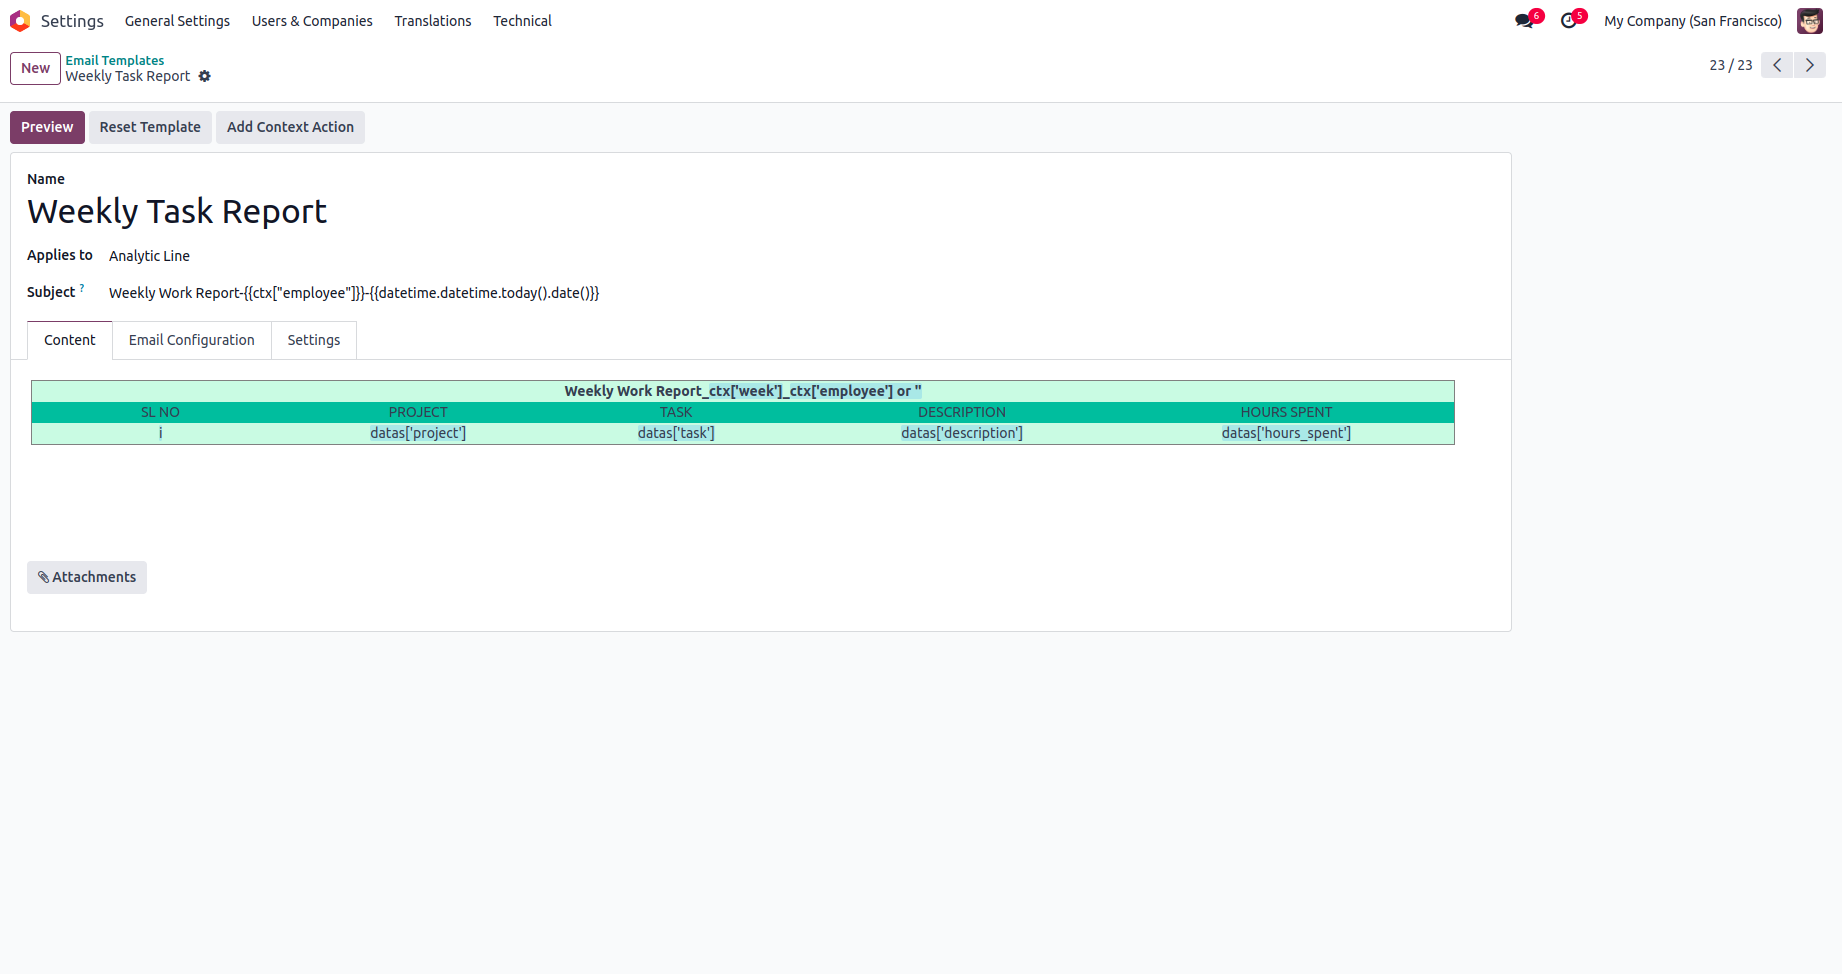 Settings General Settings Users & Companies Translations Technical 6 5 My Company (San Francisco)
New Email Templates
Weekly Task Report
23 / 23
Preview Reset Template Add Context Action
Name
Weekly Task Report
Applies to Analytic Line
Subject ? Weekly Work Report-{{ctx["employee"]}}-{{datetime.datetime.today().date()}}
Content Email Configuration Settings
Weekly Work Report_ctx['week']_ctx['employee'] or ''
SL NO PROJECT TASK DESCRIPTION HOURS SPENT
i datas['project'] datas['task'] datas['description'] datas['hours_spent']
Attachments